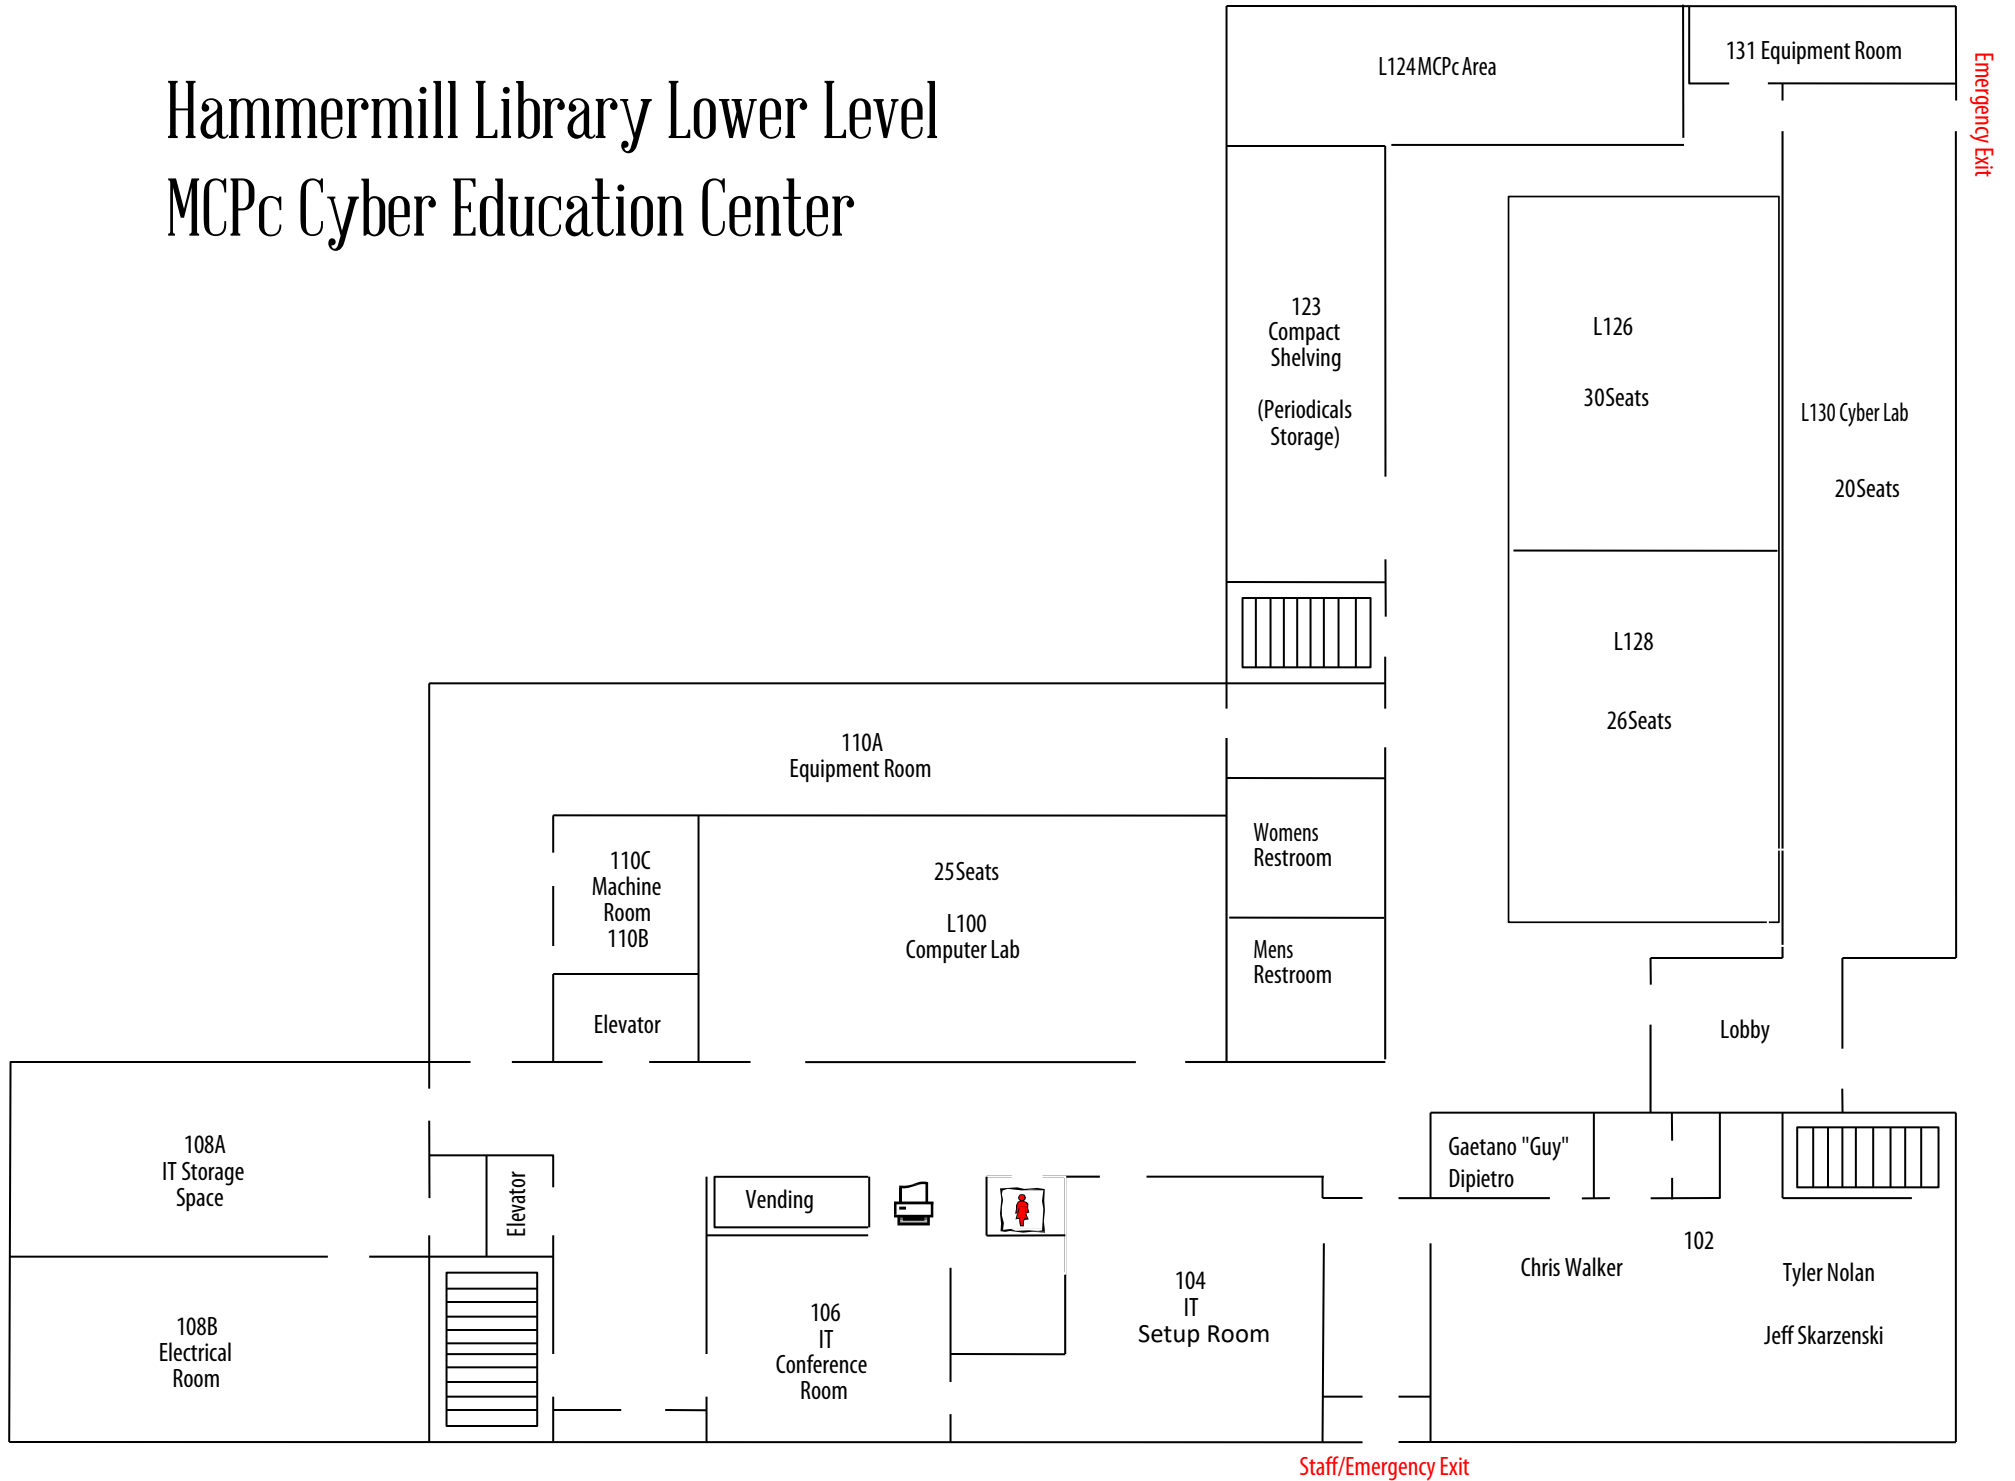 Hammermill Library Lower Level
MCPc Cyber Education Center
L124 MCPc Area
131 Equipment Room
Emergency Exit
123
Compact
Shelving
(Periodicals
Storage)
L126
30 Seats
L130 Cyber Lab
20 Seats
L128
26 Seats
110A
Equipment Room
110C
Machine
Room
110B
25 Seats
L100
Computer Lab
Womens
Restroom
Mens
Restroom
Elevator
Lobby
108A
IT Storage
Space
Elevator
Vending
Gaetano "Guy"
Dipietro
102
Chris Walker
Tyler Nolan
Jeff Skarzenski
104
IT
Setup Room
106
IT
Conference
Room
108B
Electrical
Room
Staff/Emergency Exit